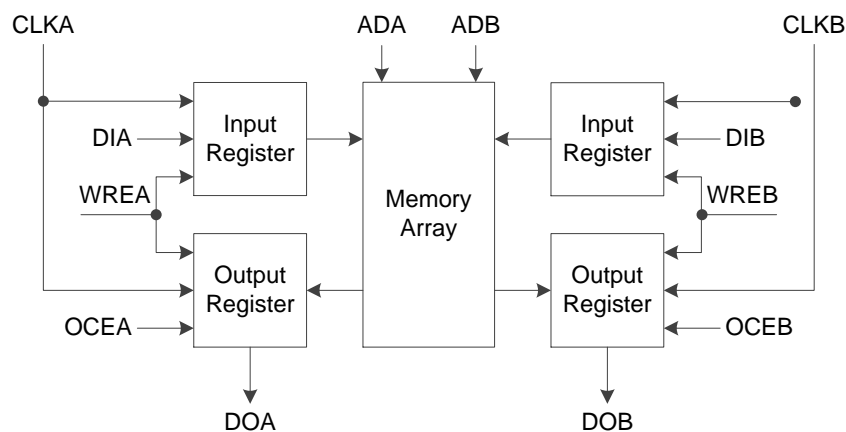 CLKA
ADA
ADB
CLKB
Input
Register
Input
Register
DIA
DIB
WREA
Memory
Array
WREB
Output
Register
Output
Register
OCEA
OCEB
DOA
DOB